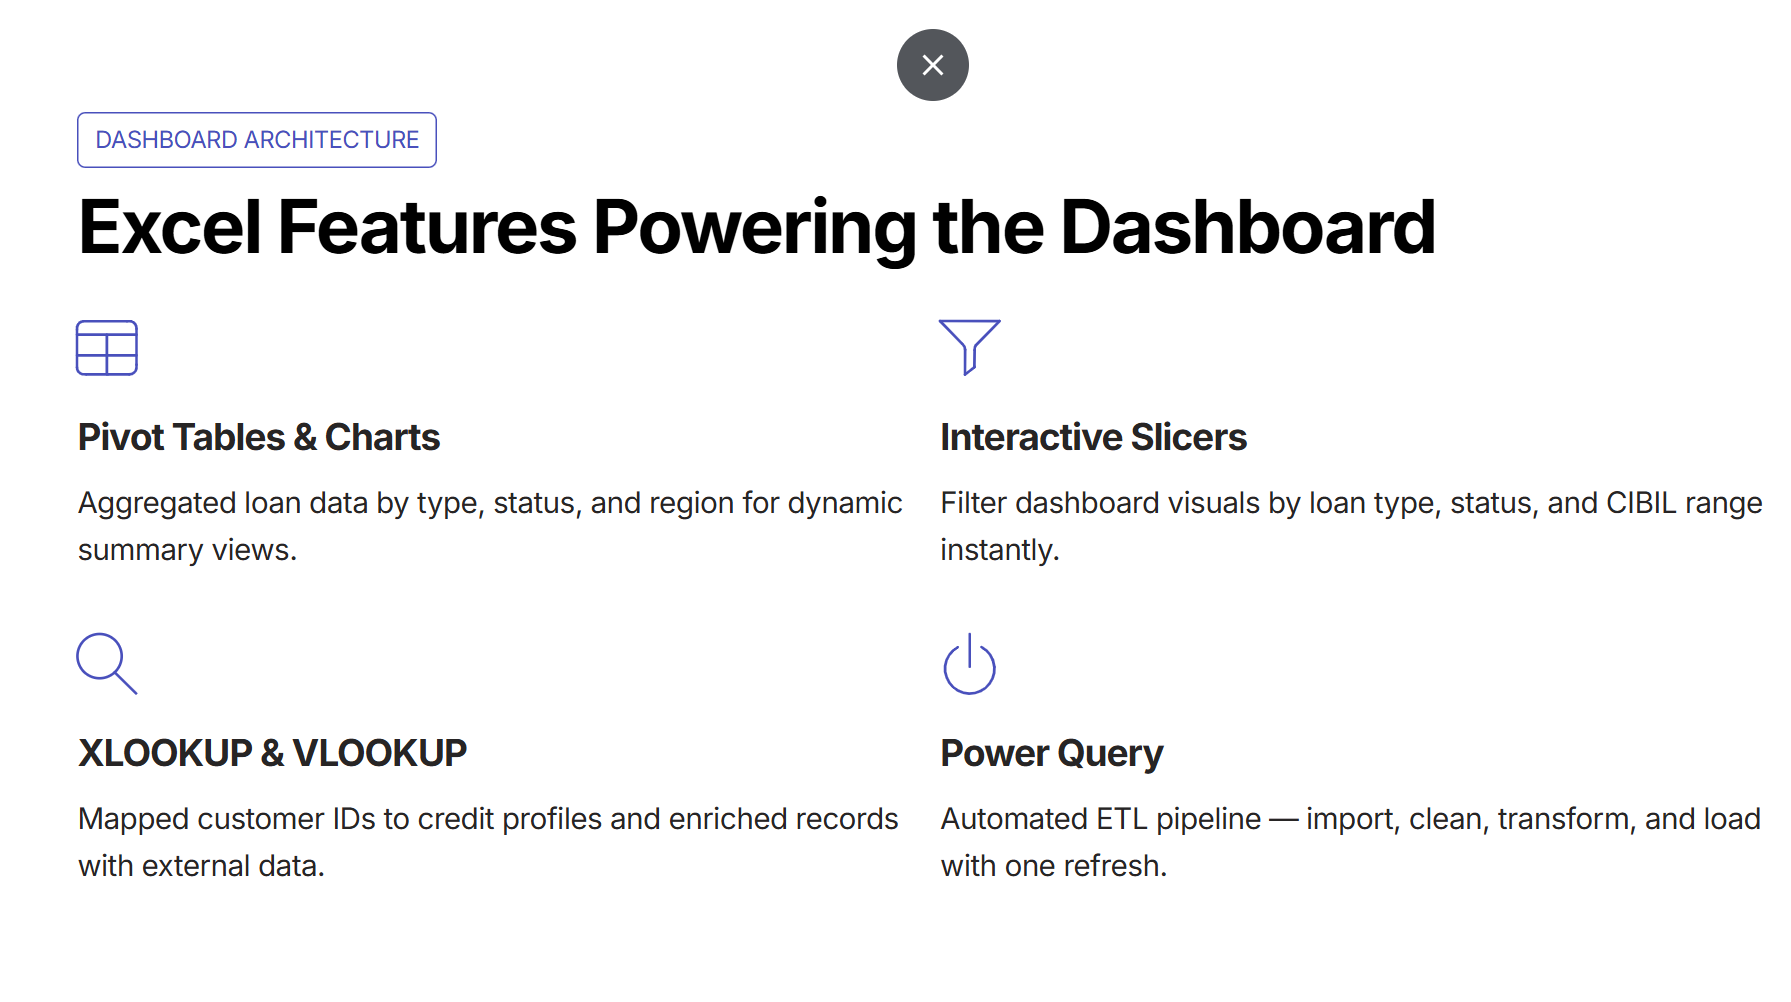 DASHBOARD ARCHITECTURE
Excel Features Powering the Dashboard
Pivot Tables & Charts
Aggregated loan data by type, status, and region for dynamic
summary views.
Interactive Slicers
Filter dashboard visuals by loan type, status, and CIBIL range
instantly.
XLOOKUP & VLOOKUP
Mapped customer IDs to credit profiles and enriched records
with external data.
Power Query
Automated ETL pipeline — import, clean, transform, and load
with one refresh.